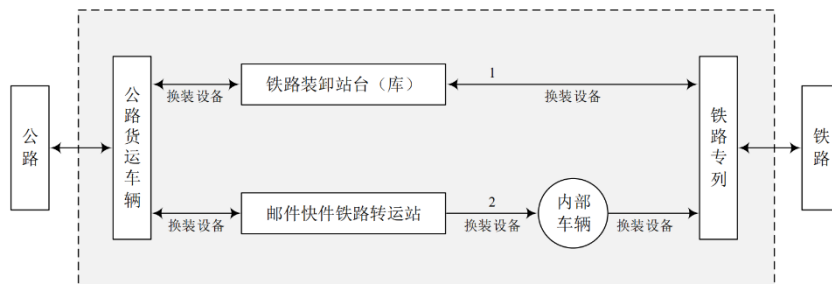 公路
公路货运车辆
换装设备
铁路装卸站台（库）
1
换装设备
铁路专列
铁路
换装设备
邮件快件铁路转运站
2
换装设备
内部
车辆
换装设备